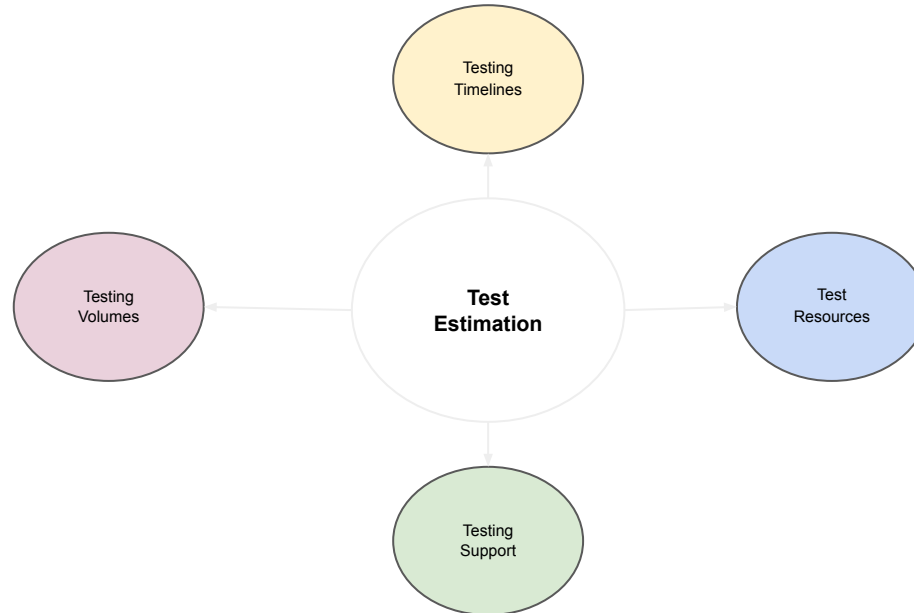 Testing
Timelines
Testing
Volumes
Test
Estimation
Test
Resources
Testing
Support